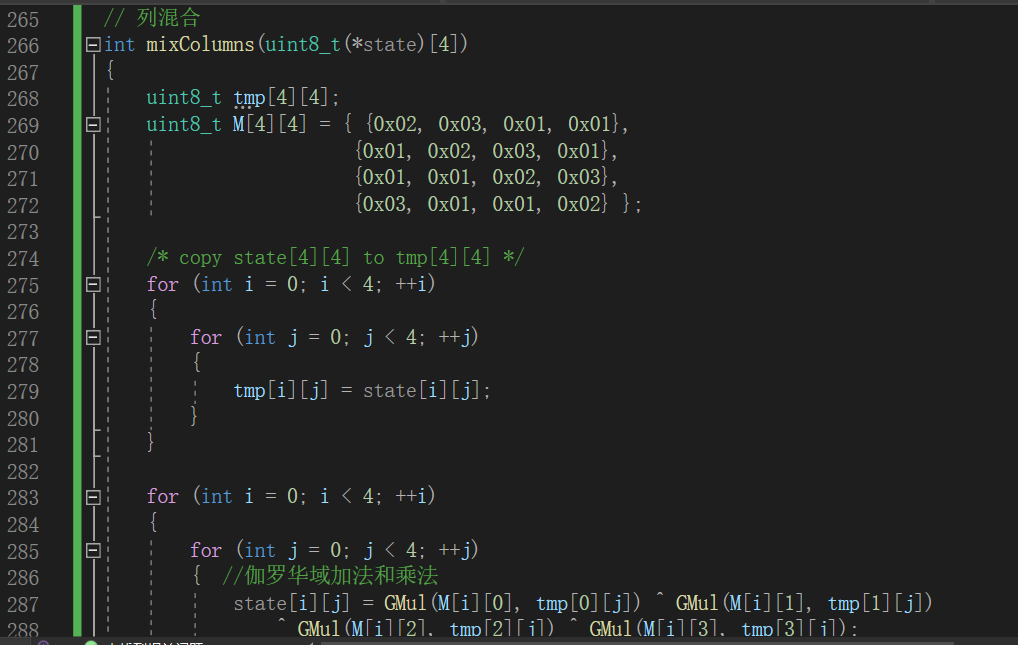 265 // 列混合
266 int mixColumns(uint8_t(*state)[4])
267 {
268 uint8_t tmp[4][4];
269 uint8_t M[4][4] = { {0x02, 0x03, 0x01, 0x01},
270 {0x01, 0x02, 0x03, 0x01},
271 {0x01, 0x01, 0x02, 0x03},
272 {0x03, 0x01, 0x01, 0x02} };
273
274 /* copy state[4][4] to tmp[4][4] */
275 for (int i = 0; i < 4; ++i)
276 {
277 for (int j = 0; j < 4; ++j)
278 {
279 tmp[i][j] = state[i][j];
280 }
281 }
282
283 for (int i = 0; i < 4; ++i)
284 {
285 for (int j = 0; j < 4; ++j)
286 { //伽罗华域加法和乘法
287 state[i][j] = GMul(M[i][0], tmp[0][j]) ^ GMul(M[i][1], tmp[1][j])
288 ^ GMul(M[i][2], tmp[2][j]) ^ GMul(M[i][3], tmp[3][j]);